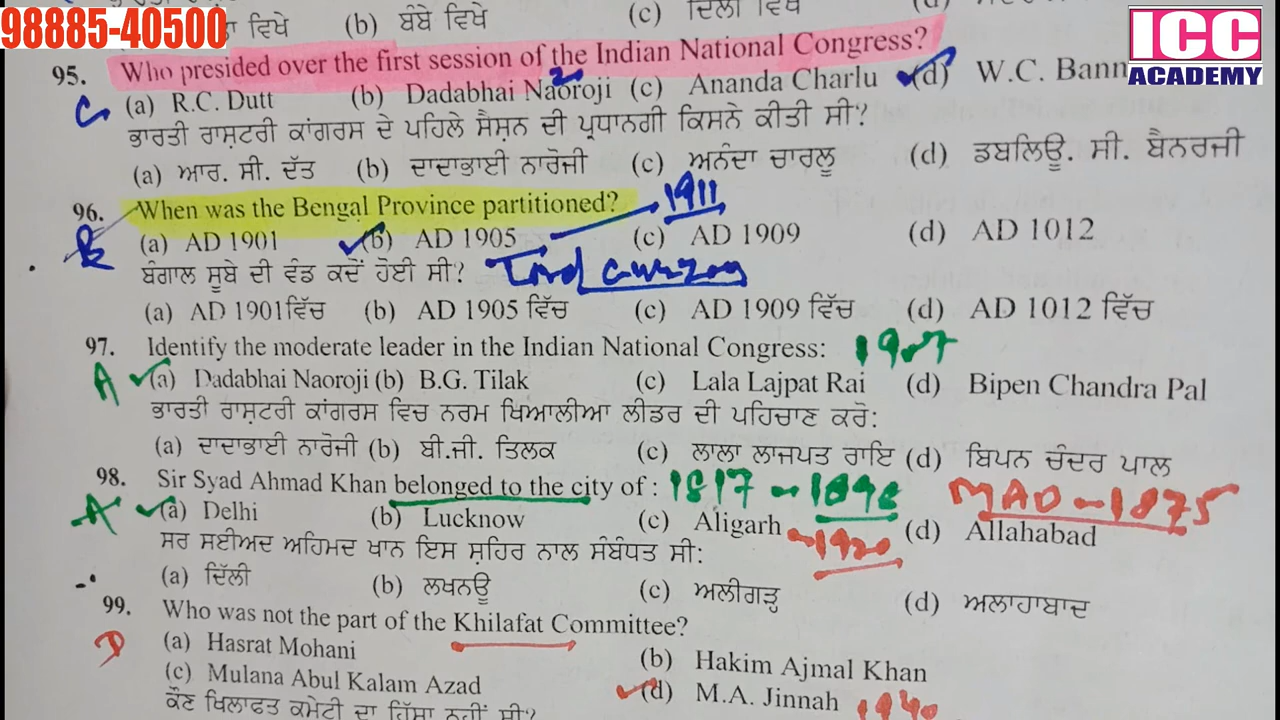 98885-40500
ICC
ACADEMY
(b) ਬੰਬੇ ਵਿਖੇ (c) ਦਿੱਲੀ ਵਿਖੇ
95. Who presided over the first session of the Indian National Congress?
(a) R.C. Dutt (b) Dadabhai Naoroji (c) Ananda Charlu (d) W.C. Bann
ਭਾਰਤੀ ਰਾਸ਼ਟਰੀ ਕਾਂਗਰਸ ਦੇ ਪਹਿਲੇ ਸੈਸ਼ਨ ਦੀ ਪ੍ਰਧਾਨਗੀ ਕਿਸਨੇ ਕੀਤੀ ਸੀ?
(a) ਆਰ. ਸੀ. ਦੱਤ (b) ਦਾਦਾਭਾਈ ਨਾਰੋਜੀ (c) ਅਨੰਦਾ ਚਾਰਲੂ (d) ਡਬਲਿਊ. ਸੀ. ਬੈਨਰਜੀ
96. When was the Bengal Province partitioned? 1911
B (a) AD 1901 (b) AD 1905 (c) AD 1909 (d) AD 1012
ਬੰਗਾਲ ਸੂਬੇ ਦੀ ਵੰਡ ਕਦੋਂ ਹੋਈ ਸੀ?
(a) AD 1901ਵਿੱਚ (b) AD 1905 ਵਿੱਚ (c) AD 1909 ਵਿੱਚ (d) AD 1012 ਵਿੱਚ
97. Identify the moderate leader in the Indian National Congress: 1907
A (a) Dadabhai Naoroji (b) B.G. Tilak (c) Lala Lajpat Rai (d) Bipen Chandra Pal
ਭਾਰਤੀ ਰਾਸ਼ਟਰੀ ਕਾਂਗਰਸ ਵਿਚ ਨਰਮ ਖਿਆਲੀਆ ਲੀਡਰ ਦੀ ਪਹਿਚਾਣ ਕਰੋ:
(a) ਦਾਦਾਭਾਈ ਨਾਰੋਜੀ (b) ਬੀ.ਜੀ. ਤਿਲਕ (c) ਲਾਲਾ ਲਾਜਪਤ ਰਾਇ (d) ਬਿਪਨ ਚੰਦਰ ਪਾਲ
98. Sir Syad Ahmad Khan belonged to the city of : 1817 - 1898 MAO - 1875
A (a) Delhi (b) Lucknow (c) Aligarh - 1920 (d) Allahabad
ਸਰ ਸਈਅਦ ਅਹਿਮਦ ਖਾਨ ਇਸ ਸ਼ਹਿਰ ਨਾਲ ਸੰਬੰਧਤ ਸੀ:
(a) ਦਿੱਲੀ (b) ਲਖਨਊ (c) ਅਲੀਗੜ੍ਹ (d) ਅਲਾਹਾਬਾਦ
99. Who was not the part of the Khilafat Committee?
D (a) Hasrat Mohani (b) Hakim Ajmal Khan
(c) Mulana Abul Kalam Azad (d) M.A. Jinnah 1940
ਕੌਣ ਖਿਲਾਫਤ ਕਮੇਟੀ ਦਾ ਹਿੱਸਾ ਨਹੀਂ ਸੀ?